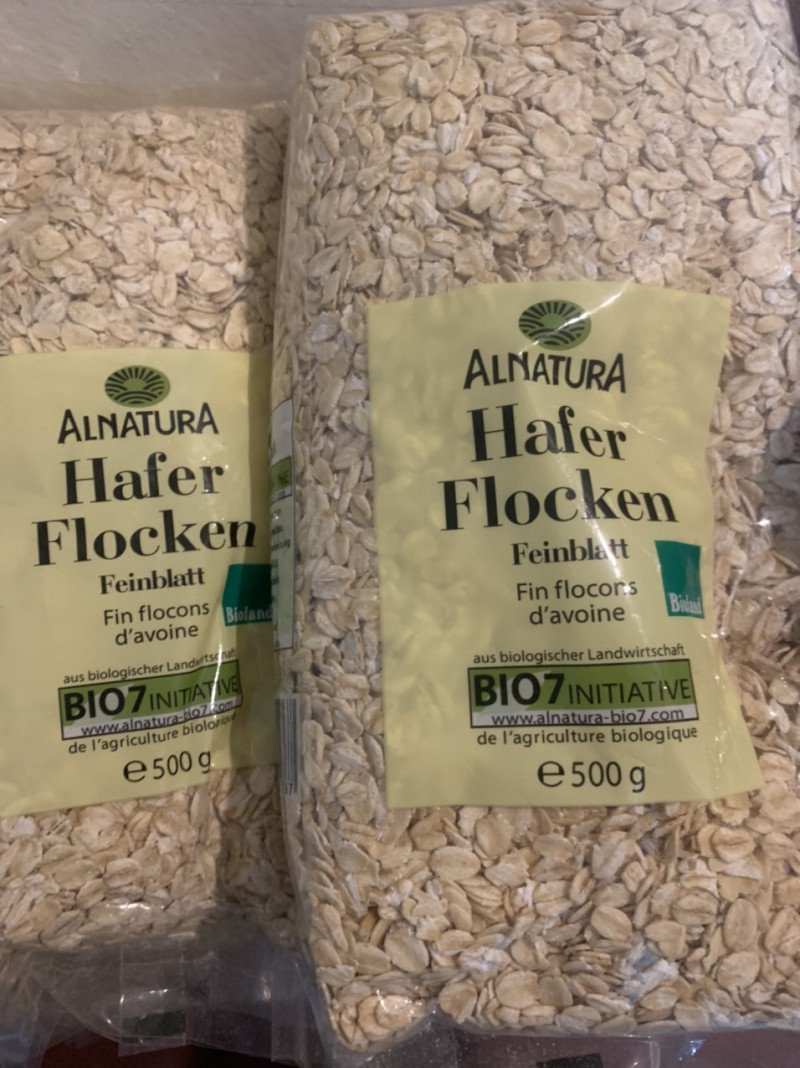 ALNATURA
Hafer
Flocken
Feinblatt
Fin flocons
d'avoine
Bioland
aus biologischer Landwirtschaft
BIO7 INITIATIVE
www.alnatura-bio7.com
de l'agriculture biologique
e 500 g
ALNATURA
Hafer
Flocken
Feinblatt
Fin flocons
d'avoine
Bioland
aus biologischer Landwirtschaft
BIO7 INITIATIVE
www.alnatura-bio7.com
de l'agriculture biologique
e 500 g